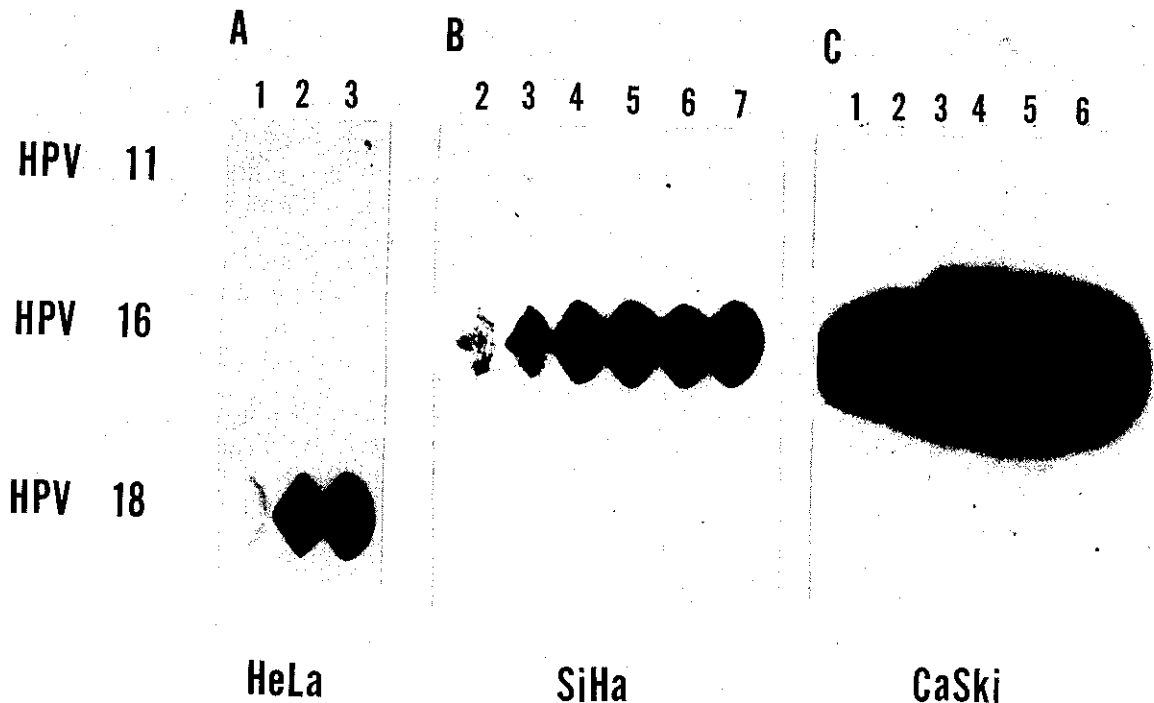 A B C
1 2 3 2 3 4 5 6 7 1 2 3 4 5 6
HPV 11
HPV 16
HPV 18
HeLa SiHa CaSki